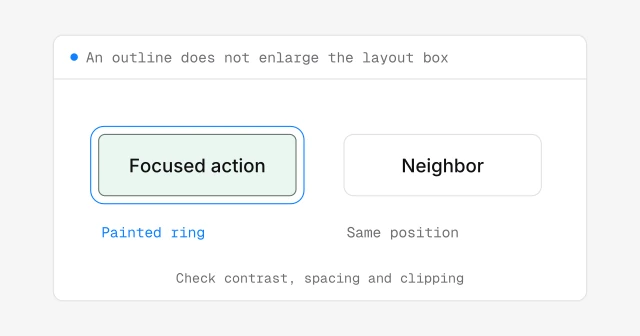 An outline does not enlarge the layout box
Focused action
Neighbor
Painted ring
Same position
Check contrast, spacing and clipping